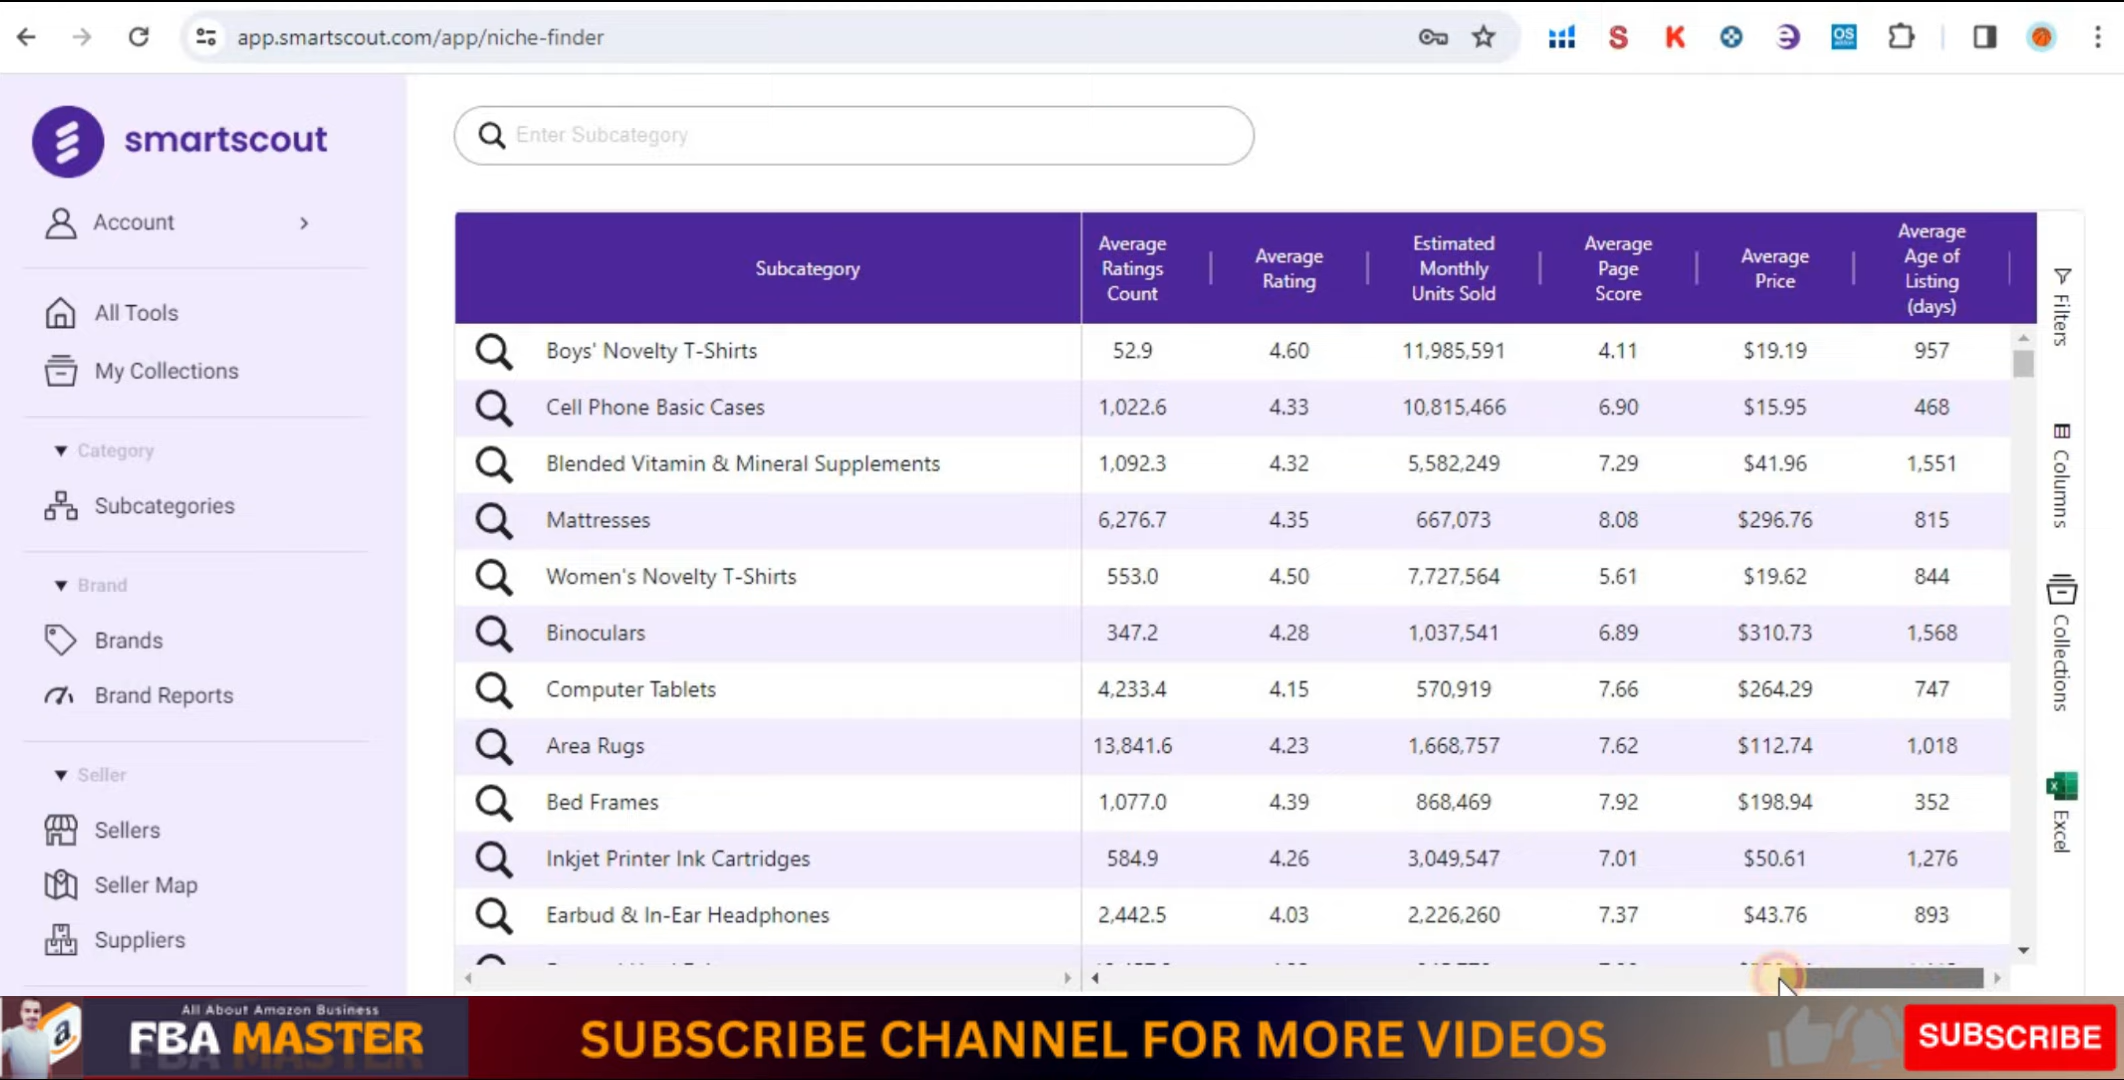 app.smartscout.com/app/niche-finder
S K OS
smartscout
Enter Subcategory
Account
All Tools
My Collections
Category
Subcategories
Brand
Brands
Brand Reports
Seller
Sellers
Seller Map
Suppliers
Subcategory Average Ratings Count Average Rating Estimated Monthly Units Sold Average Page Score Average Price Average Age of Listing (days)
Boys' Novelty T-Shirts 52.9 4.60 11,985,591 4.11 $19.19 957
Cell Phone Basic Cases 1,022.6 4.33 10,815,466 6.90 $15.95 468
Blended Vitamin & Mineral Supplements 1,092.3 4.32 5,582,249 7.29 $41.96 1,551
Mattresses 6,276.7 4.35 667,073 8.08 $296.76 815
Women's Novelty T-Shirts 553.0 4.50 7,727,564 5.61 $19.62 844
Binoculars 347.2 4.28 1,037,541 6.89 $310.73 1,568
Computer Tablets 4,233.4 4.15 570,919 7.66 $264.29 747
Area Rugs 13,841.6 4.23 1,668,757 7.62 $112.74 1,018
Bed Frames 1,077.0 4.39 868,469 7.92 $198.94 352
Inkjet Printer Ink Cartridges 584.9 4.26 3,049,547 7.01 $50.61 1,276
Earbud & In-Ear Headphones 2,442.5 4.03 2,226,260 7.37 $43.76 893
Filters
Columns
Collections
Excel
All About Amazon Business
FBA MASTER
SUBSCRIBE CHANNEL FOR MORE VIDEOS
SUBSCRIBE